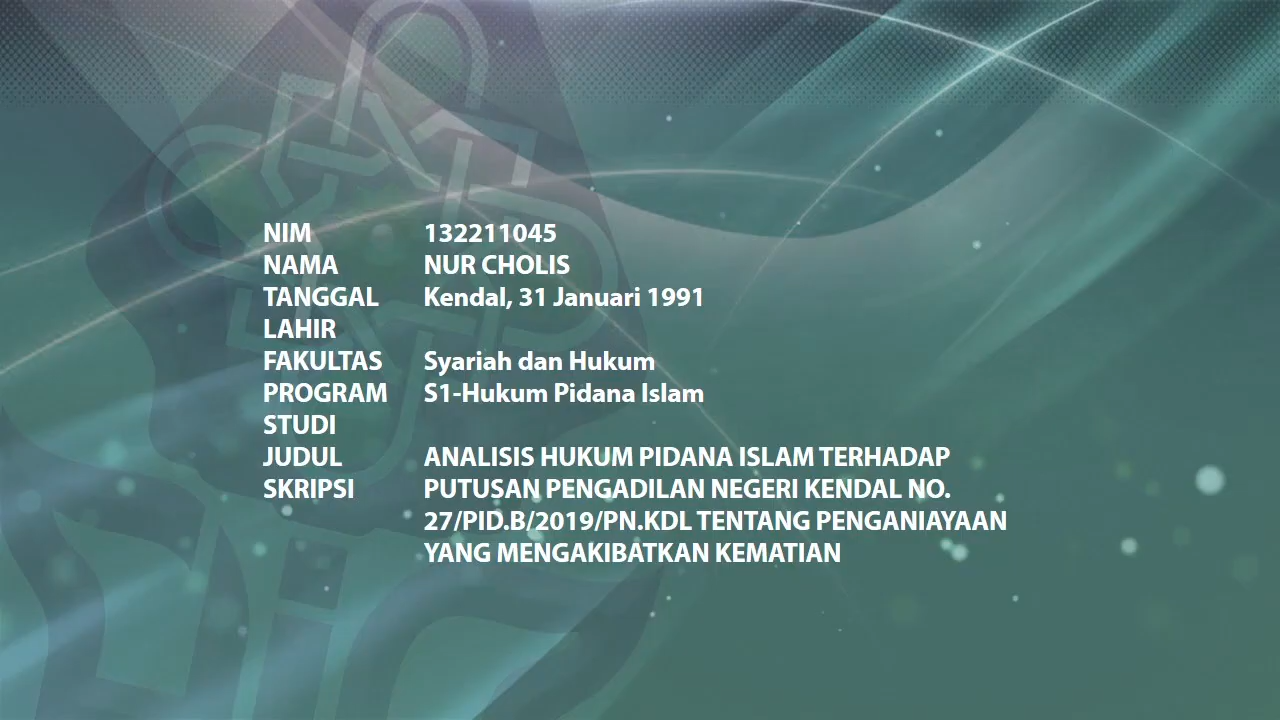 NIM 132211045
NAMA NUR CHOLIS
TANGGAL Kendal, 31 Januari 1991
LAHIR
FAKULTAS Syariah dan Hukum
PROGRAM S1-Hukum Pidana Islam
STUDI
JUDUL ANALISIS HUKUM PIDANA ISLAM TERHADAP
SKRIPSI PUTUSAN PENGADILAN NEGERI KENDAL NO.
27/PID.B/2019/PN.KDL TENTANG PENGANIAYAAN
YANG MENGAKIBATKAN KEMATIAN